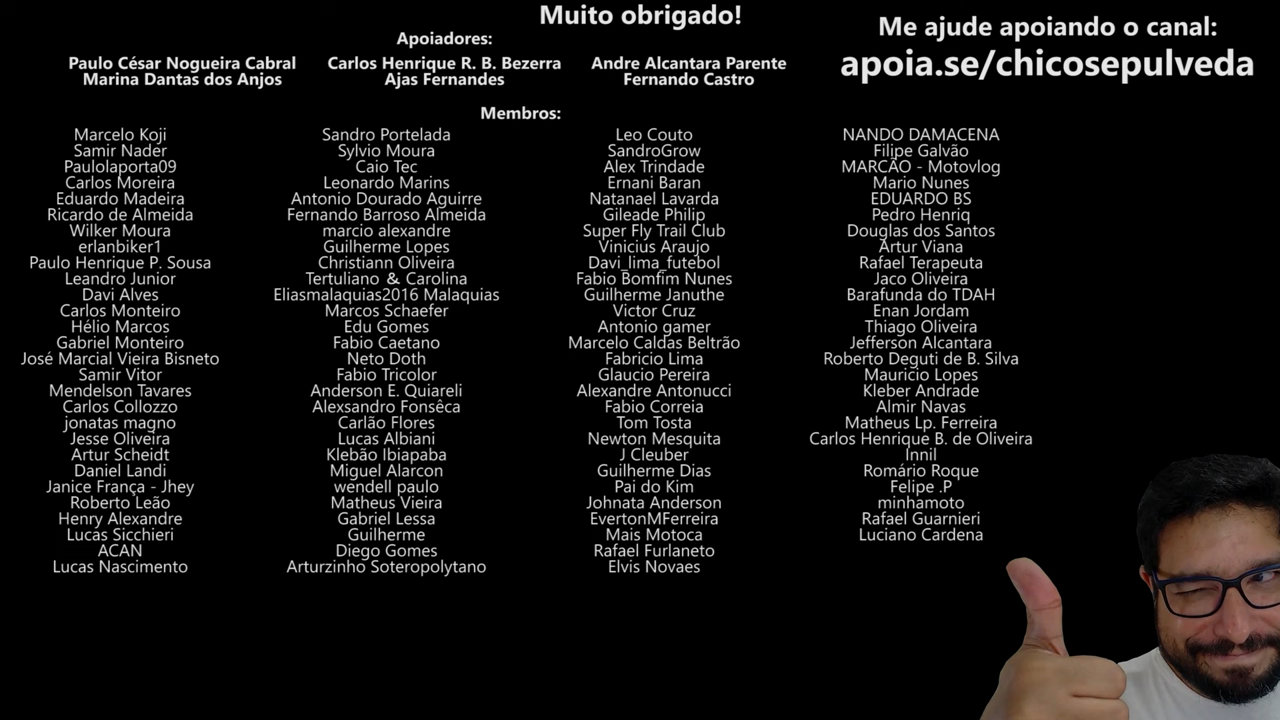 Muito obrigado!
Me ajude apoiando o canal:
apoia.se/chicosepulveda
Apoiadores:
Paulo César Nogueira Cabral
Marina Dantas dos Anjos
Carlos Henrique R. B. Bezerra
Ajas Fernandes
Andre Alcantara Parente
Fernando Castro
Membros:
Marcelo Koji
Samir Nader
Paulolaporta09
Carlos Moreira
Eduardo Madeira
Ricardo de Almeida
Wilker Moura
erlanbiker1
Paulo Henrique P. Sousa
Leandro Junior
Davi Alves
Carlos Monteiro
Hélio Marcos
Gabriel Monteiro
José Marcial Vieira Bisneto
Samir Vitor
Mendelson Tavares
Carlos Collozzo
jonatas magno
Jesse Oliveira
Artur Scheidt
Daniel Landi
Janice França - Jhey
Roberto Leão
Henry Alexandre
Lucas Sicchieri
ACAN
Lucas Nascimento
Sandro Portelada
Sylvio Moura
Caio Tec
Leonardo Marins
Antonio Dourado Aguirre
Fernando Barroso Almeida
marcio alexandre
Guilherme Lopes
Christiann Oliveira
Tertuliano & Carolina
Eliasmalaquias2016 Malaquias
Marcos Schaefer
Edu Gomes
Fabio Caetano
Neto Doth
Fabio Tricolor
Anderson E. Quiareli
Alexsandro Fonsêca
Carlão Flores
Lucas Albiani
Klebão Ibiapaba
Miguel Alarcon
wendell paulo
Matheus Vieira
Gabriel Lessa
Guilherme
Diego Gomes
Arturzinho Soteropolytano
Leo Couto
SandroGrow
Alex Trindade
Ernani Baran
Natanael Lavarda
Gileade Philip
Super Fly Trail Club
Vinicius Araujo
Davi_lima_futebol
Fabio Bomfim Nunes
Guilherme Januthe
Victor Cruz
Antonio gamer
Marcelo Caldas Beltrão
Fabricio Lima
Glaucio Pereira
Alexandre Antonucci
Fabio Correia
Tom Tosta
Newton Mesquita
J Cleuber
Guilherme Dias
Pai do Kim
Johnata Anderson
EvertonMFerreira
Mais Motoca
Rafael Furlaneto
Elvis Novaes
NANDO DAMACENA
Filipe Galvão
MARCÃO - Motovlog
Mario Nunes
EDUARDO BS
Pedro Henriq
Douglas dos Santos
Artur Viana
Rafael Terapeuta
Jaco Oliveira
Barafunda do TDAH
Enan Jordam
Thiago Oliveira
Jefferson Alcantara
Roberto Deguti de B. Silva
Mauricio Lopes
Kleber Andrade
Almir Navas
Matheus Lp. Ferreira
Carlos Henrique B. de Oliveira
Innil
Romário Roque
Felipe .P
minhamoto
Rafael Guarnieri
Luciano Cardena